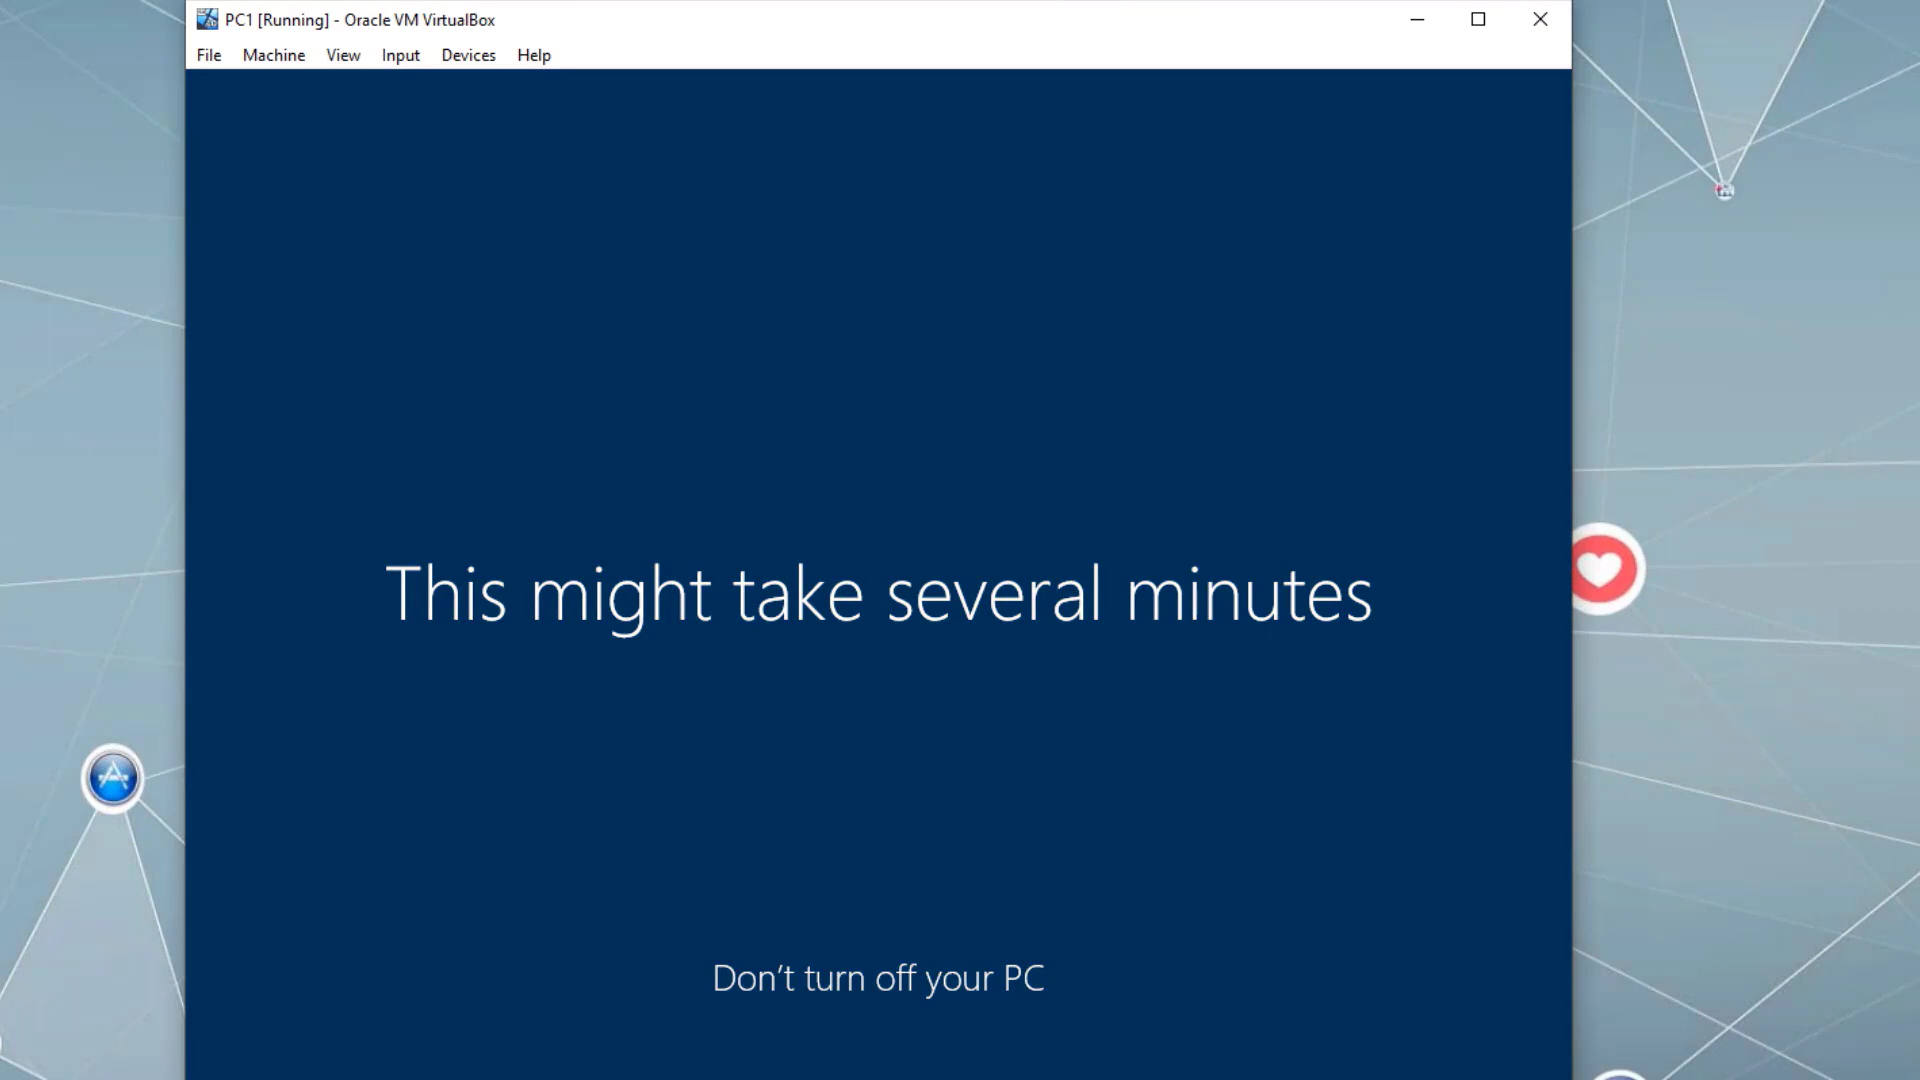 PC1 [Running] - Oracle VM VirtualBox
File Machine View Input Devices Help
This might take several minutes
Don't turn off your PC